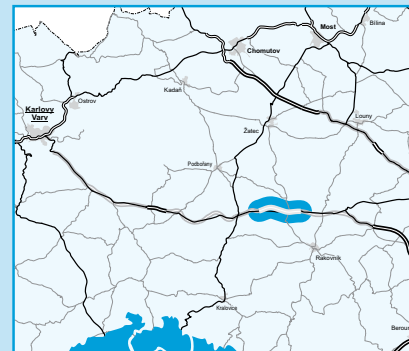 Bílina
Most
Chomutov
Kadaň
Ostrov
Karlovy
Vary
Louny
Žatec
Podbořany
Rakovník
Kralovice
Beroun